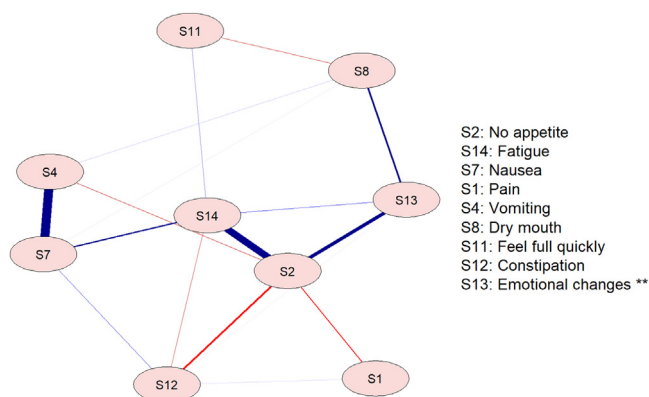 S11
S8
S4
S13
S14
S7
S2
S12
S1
S2: No appetite
S14: Fatigue
S7: Nausea
S1: Pain
S4: Vomiting
S8: Dry mouth
S11: Feel full quickly
S12: Constipation
S13: Emotional changes **